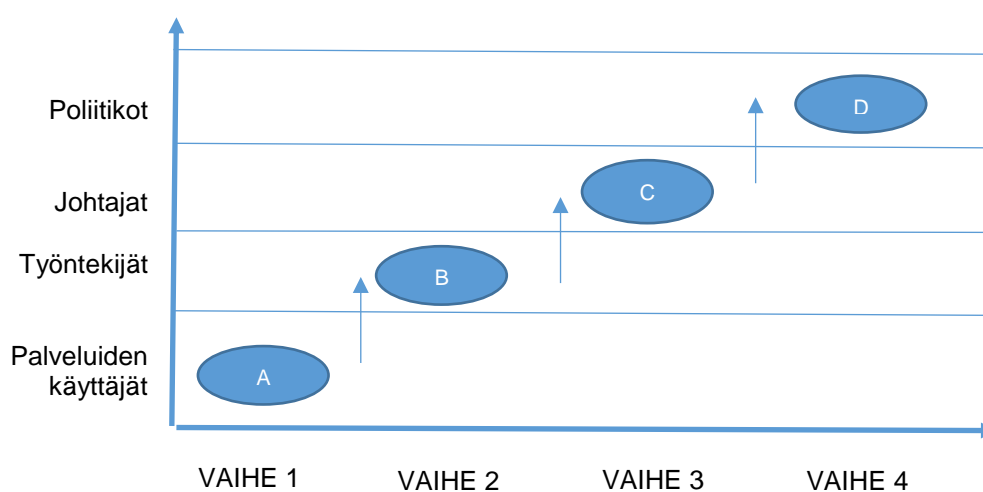 Poliitikot
D
Johtajat
C
Työntekijät
B
Palveluiden
käyttäjät
A
VAIHE 1
VAIHE 2
VAIHE 3
VAIHE 4